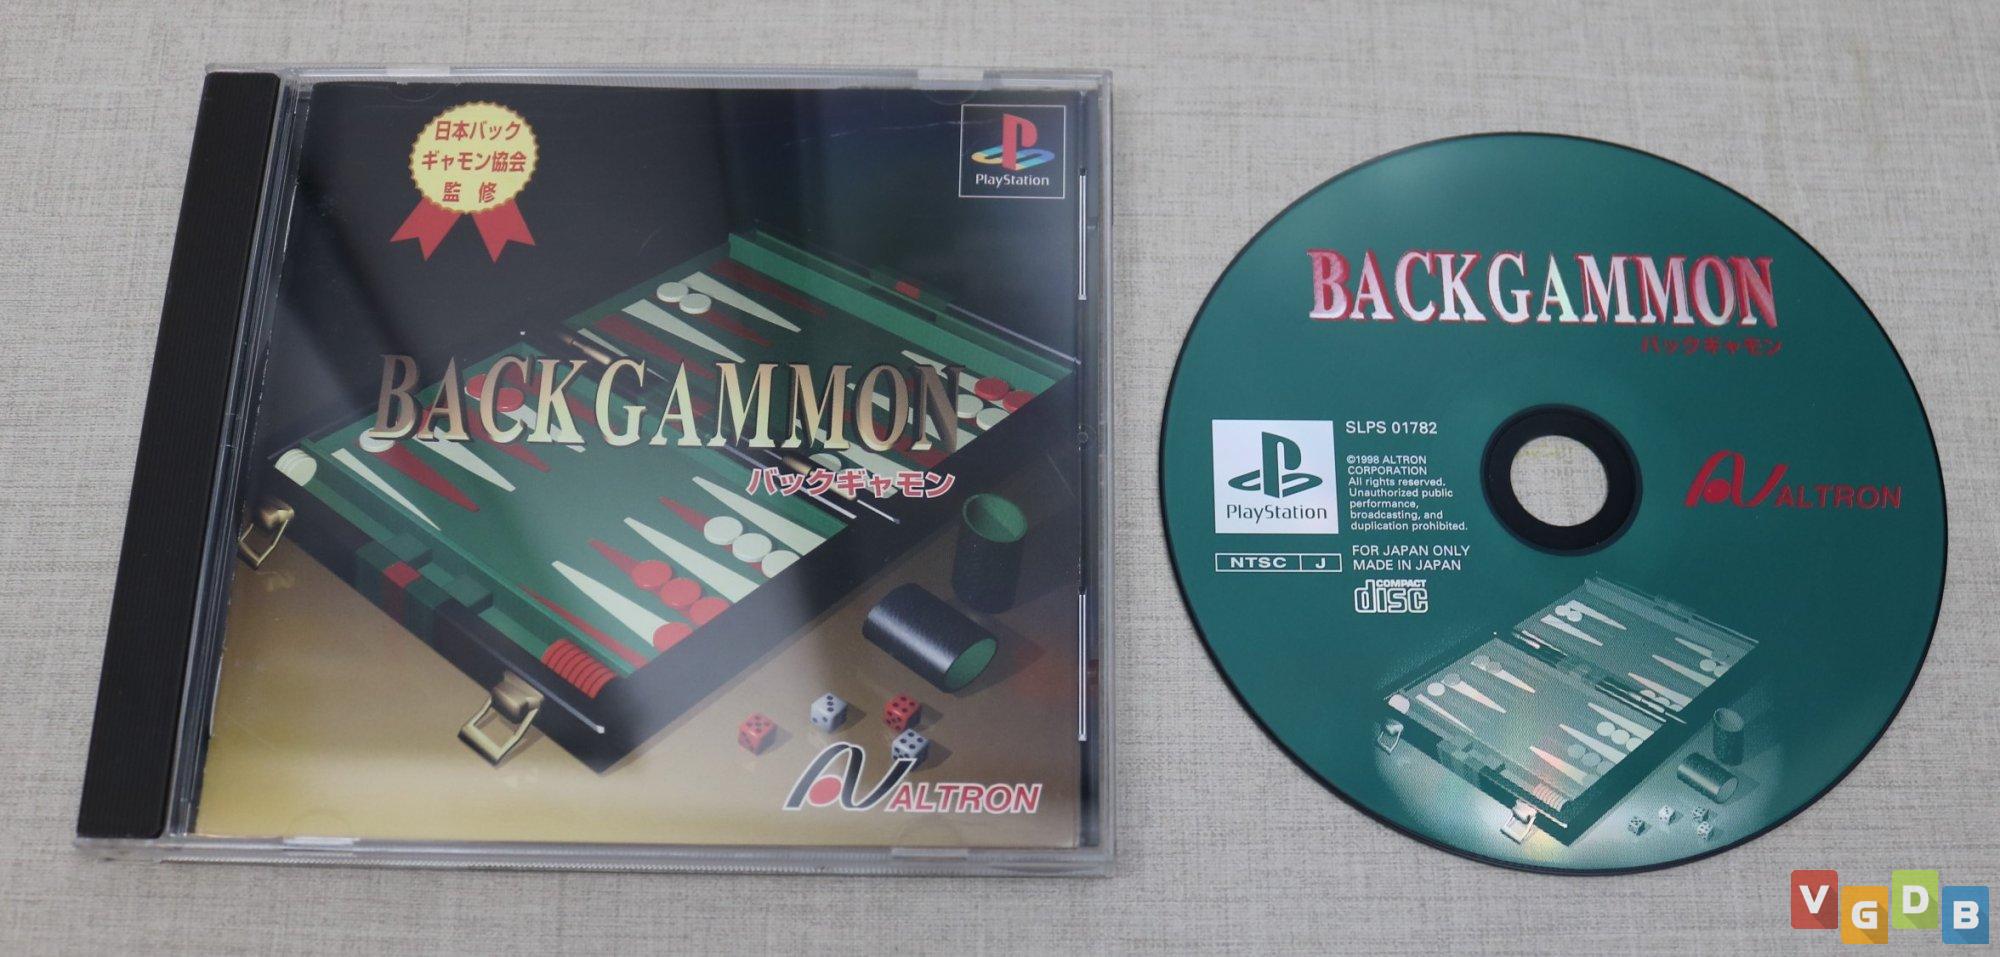 日本バック
ギャモン協会
監修
PlayStation
BACKGAMMON
バックギャモン
ALTRON
BACKGAMMON
バックギャモン
SLPS 01782
©1998 ALTRON
CORPORATION
All rights reserved.
Unauthorized public
performance,
broadcasting, and
duplication prohibited.
PlayStation
NTSC J
FOR JAPAN ONLY
MADE IN JAPAN
COMPACT
disc
ALTRON
VGDB